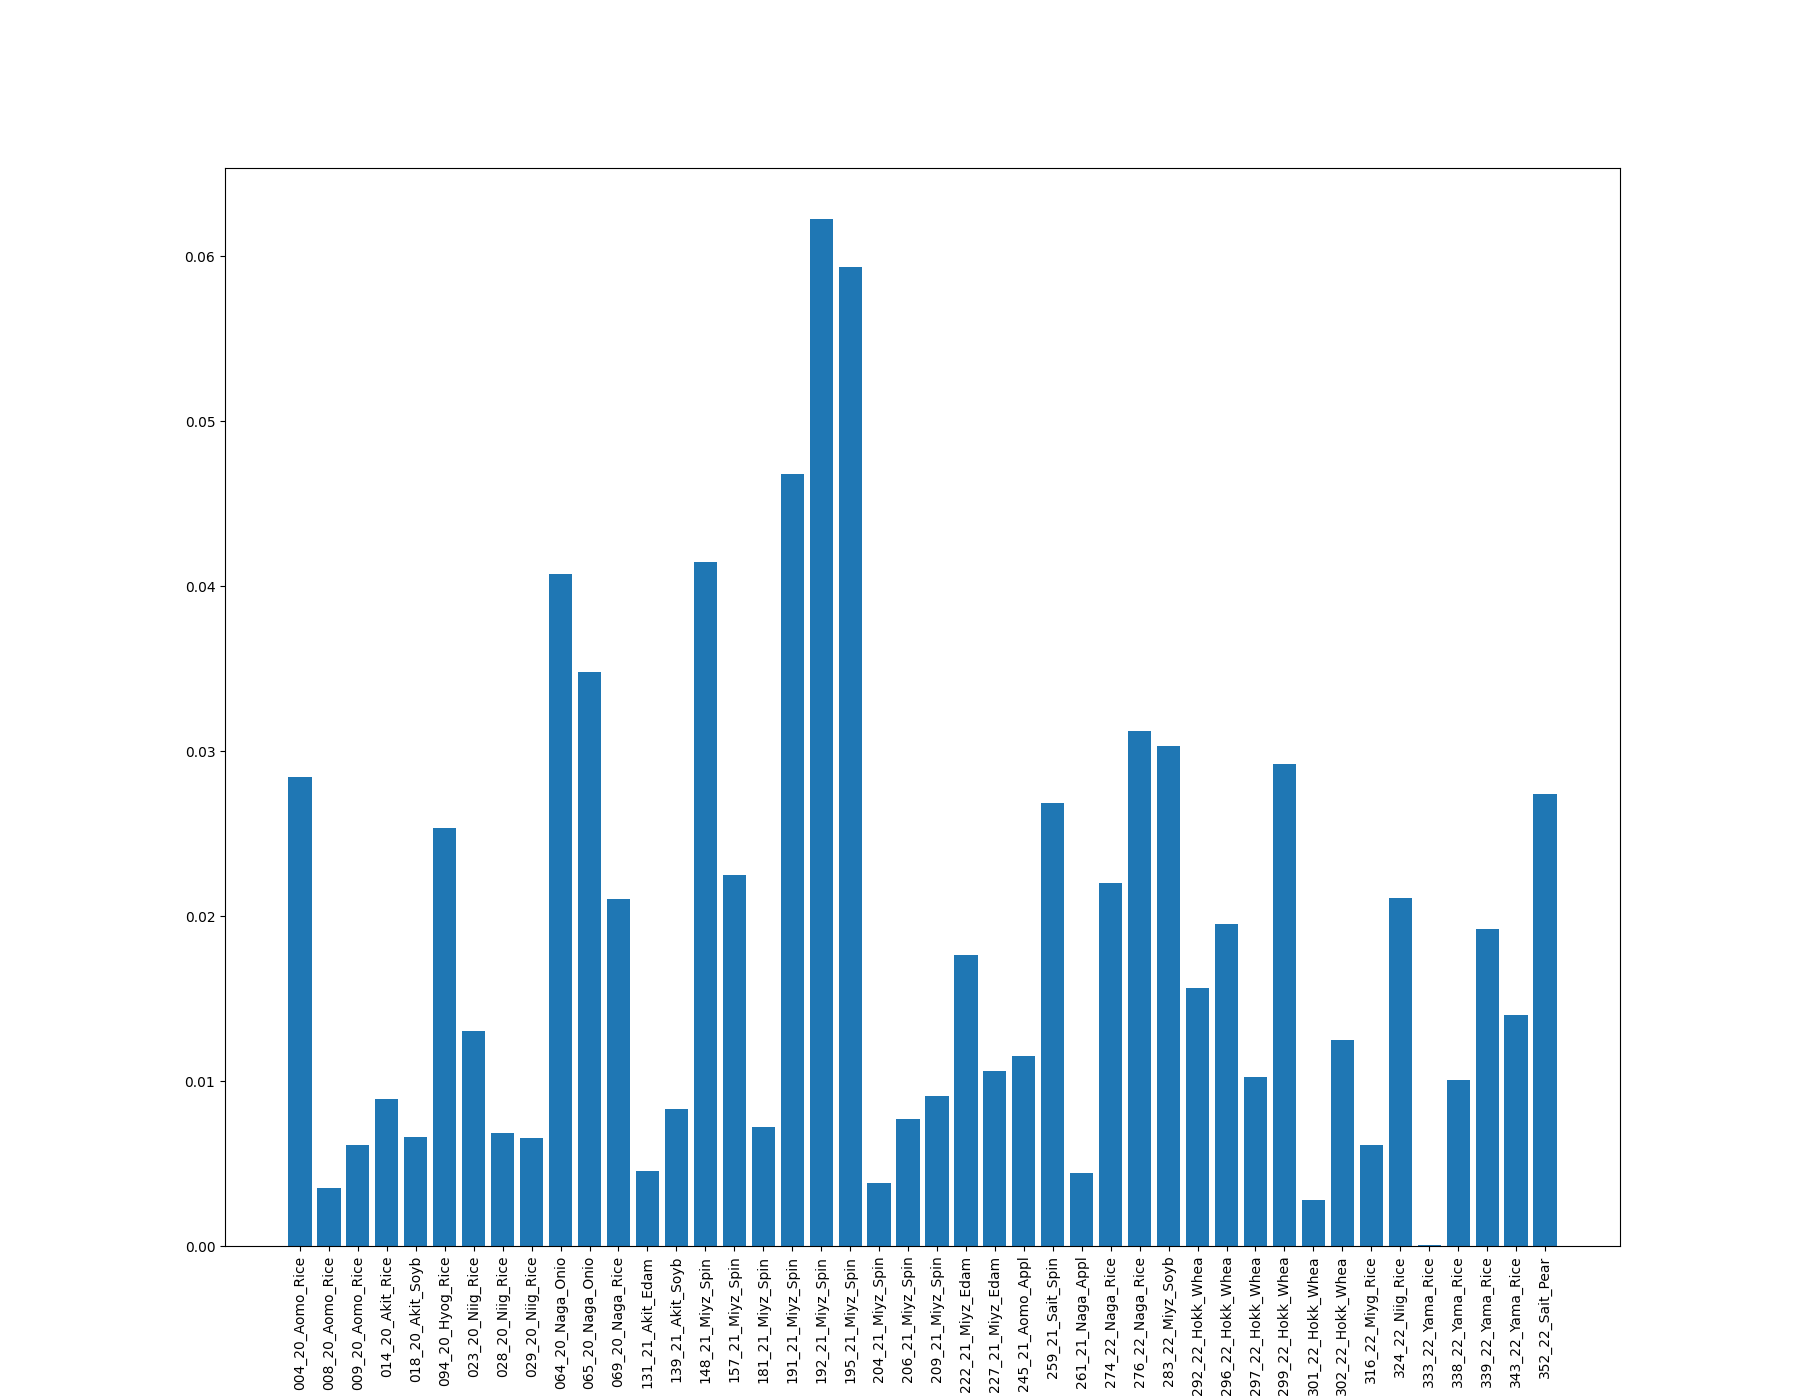 0.06
0.05
0.04
0.03
0.02
0.01
0.00
004_20_Aomo_Rice
008_20_Aomo_Rice
009_20_Aomo_Rice
014_20_Akit_Rice
018_20_Akit_Soyb
094_20_Hyog_Rice
023_20_Niig_Rice
028_20_Niig_Rice
029_20_Niig_Rice
064_20_Naga_Onio
065_20_Naga_Onio
069_20_Naga_Rice
131_21_Akit_Edam
139_21_Akit_Soyb
148_21_Miyz_Spin
157_21_Miyz_Spin
181_21_Miyz_Spin
191_21_Miyz_Spin
192_21_Miyz_Spin
195_21_Miyz_Spin
204_21_Miyz_Spin
206_21_Miyz_Spin
209_21_Miyz_Spin
222_21_Miyz_Edam
227_21_Miyz_Edam
245_21_Aomo_Appl
259_21_Sait_Spin
261_21_Naga_Appl
274_22_Naga_Rice
276_22_Naga_Rice
283_22_Miyz_Soyb
292_22_Hokk_Whea
296_22_Hokk_Whea
297_22_Hokk_Whea
299_22_Hokk_Whea
301_22_Hokk_Whea
302_22_Hokk_Whea
316_22_Miyg_Rice
324_22_Niig_Rice
333_22_Yama_Rice
338_22_Yama_Rice
339_22_Yama_Rice
343_22_Yama_Rice
352_22_Sait_Pear